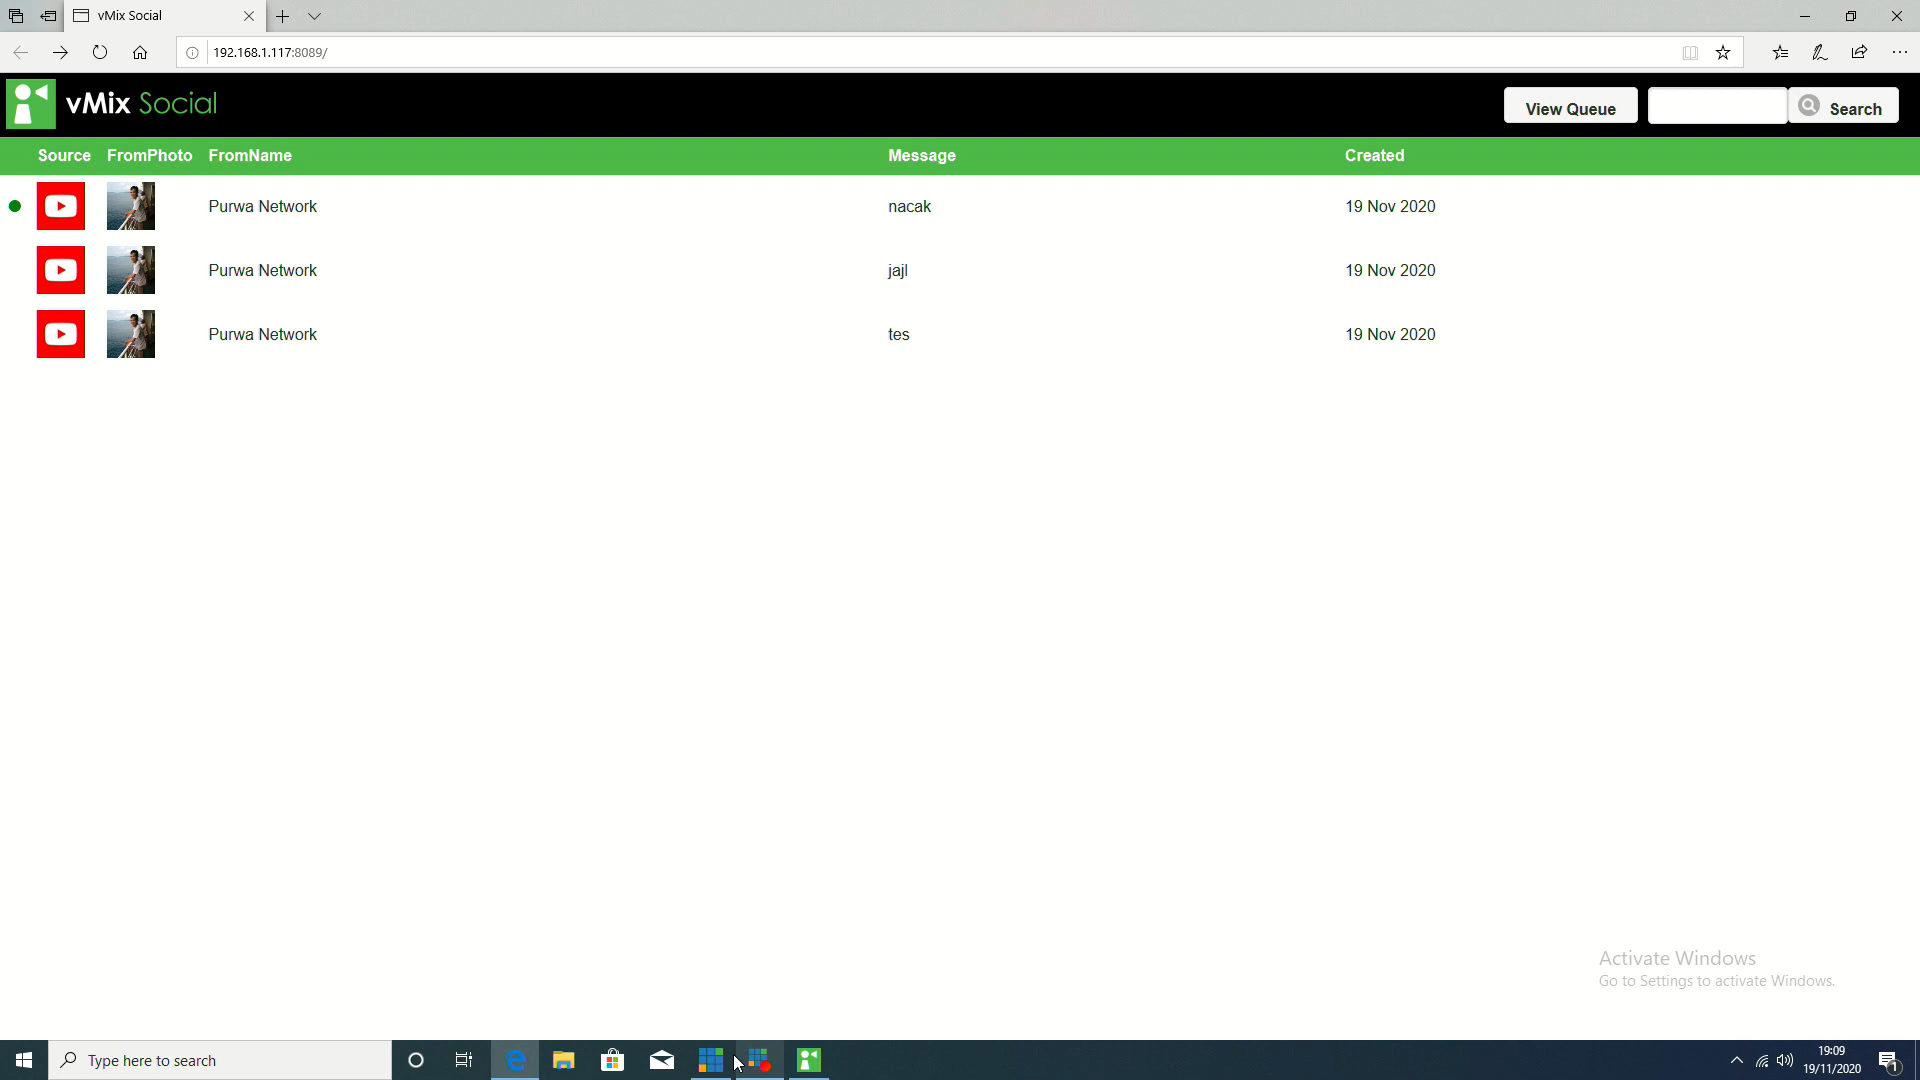 vMix Social
192.168.1.117:8089/
vMix Social
View Queue
Search
Source FromPhoto FromName Message Created
Purwa Network nacak 19 Nov 2020
Purwa Network jajl 19 Nov 2020
Purwa Network tes 19 Nov 2020
Activate Windows
Go to Settings to activate Windows.
Type here to search
19:09
19/11/2020
1